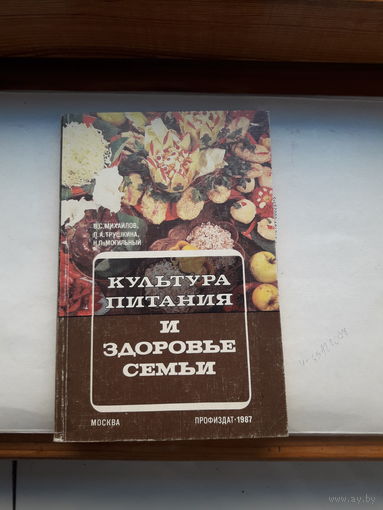 В.С. МИХАЙЛОВ,
Л.А. ТРУШКИНА,
Н.П. МОГИЛЬНЫЙ
КУЛЬТУРА
ПИТАНИЯ
И
ЗДОРОВЬЕ
СЕМЬИ
МОСКВА
ПРОФИЗДАТ·1987
www.ay.by